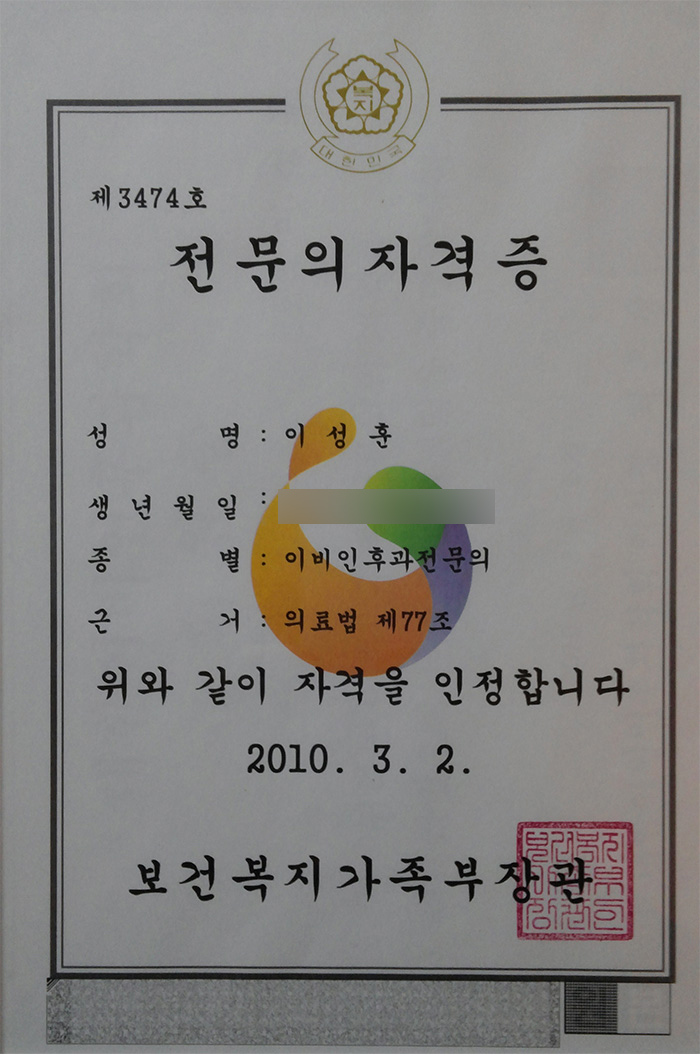 복지
대한민국
제3474호
전문의자격증
성 명 : 이 성 훈
생 년 월 일 :
종 별 : 이비인후과전문의
근 거 : 의료법 제77조
위와 같이 자격을 인정합니다
2010. 3. 2.
보건복지가족부장관